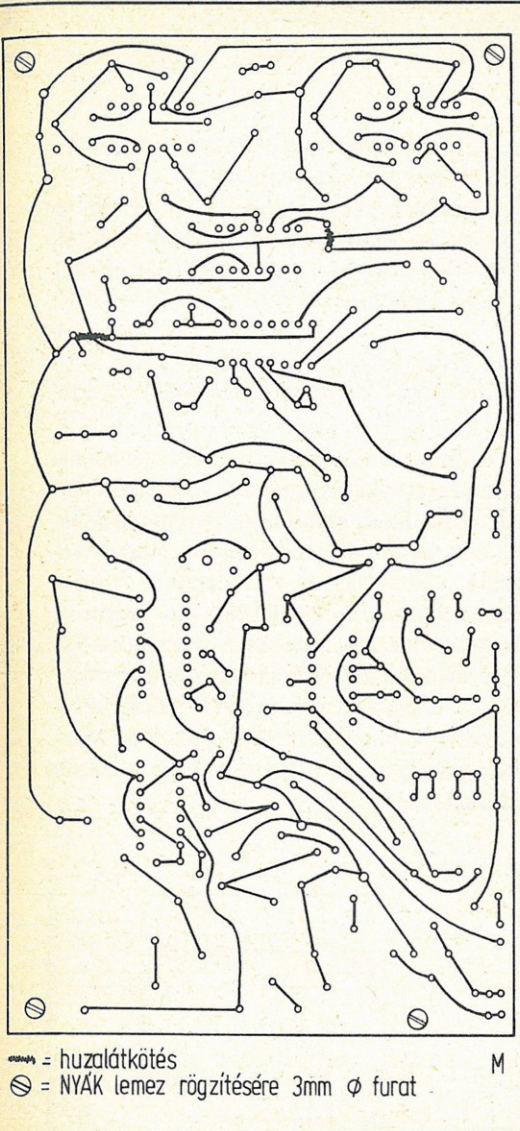 = huzalátkötés
M
= NYÁK lemez rögzítésére 3mm ϕ furat